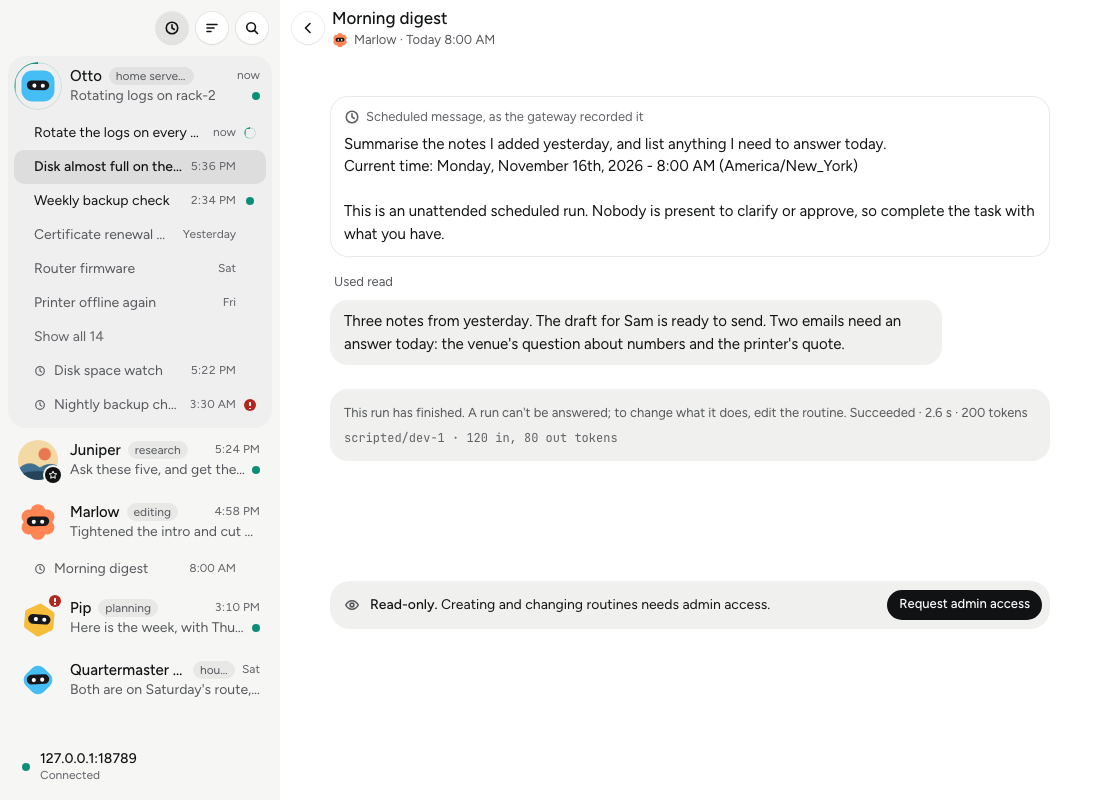 Otto home serve... now
Rotating logs on rack-2
Rotate the logs on every ... now
Disk almost full on the... 5:36 PM
Weekly backup check 2:34 PM
Certificate renewal ... Yesterday
Router firmware Sat
Printer offline again Fri
Show all 14
Disk space watch 5:22 PM
Nightly backup ch... 3:30 AM
Juniper research 5:24 PM
Ask these five, and get the...
Marlow editing 4:58 PM
Tightened the intro and cut ...
Morning digest 8:00 AM
Pip planning 3:10 PM
Here is the week, with Thu...
Quartermaster ... hou... Sat
Both are on Saturday's route,...
127.0.0.1:18789
Connected
Morning digest
Marlow · Today 8:00 AM
Scheduled message, as the gateway recorded it
Summarise the notes I added yesterday, and list anything I need to answer today.
Current time: Monday, November 16th, 2026 - 8:00 AM (America/New_York)
This is an unattended scheduled run. Nobody is present to clarify or approve, so complete the task with
what you have.
Used read
Three notes from yesterday. The draft for Sam is ready to send. Two emails need an
answer today: the venue's question about numbers and the printer's quote.
This run has finished. A run can't be answered; to change what it does, edit the routine. Succeeded · 2.6 s · 200 tokens
scripted/dev-1 · 120 in, 80 out tokens
Read-only. Creating and changing routines needs admin access.
Request admin access